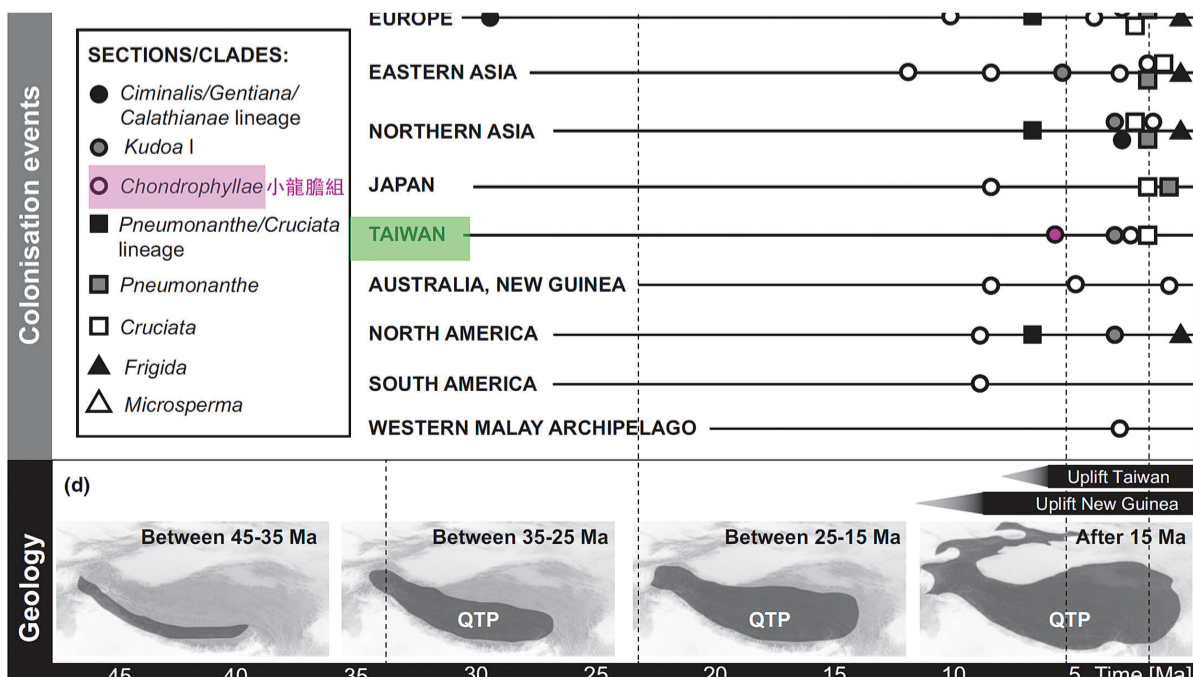 Colonisation events
EUROPE
SECTIONS/CLADES:
Ciminalis/Gentiana/
Calathianae lineage
Kudoa I
Chondrophyllae 小龍膽組
Pneumonanthe/Cruciata
lineage
Pneumonanthe
Cruciata
Frigida
Microsperma
EASTERN ASIA
NORTHERN ASIA
JAPAN
TAIWAN
AUSTRALIA, NEW GUINEA
NORTH AMERICA
SOUTH AMERICA
WESTERN MALAY ARCHIPELAGO
Geology
(d)
Uplift Taiwan
Uplift New Guinea
Between 45-35 Ma
Between 35-25 Ma
QTP
Between 25-15 Ma
QTP
After 15 Ma
QTP
45 40 35 30 25 20 15 10 5 Time [Ma]